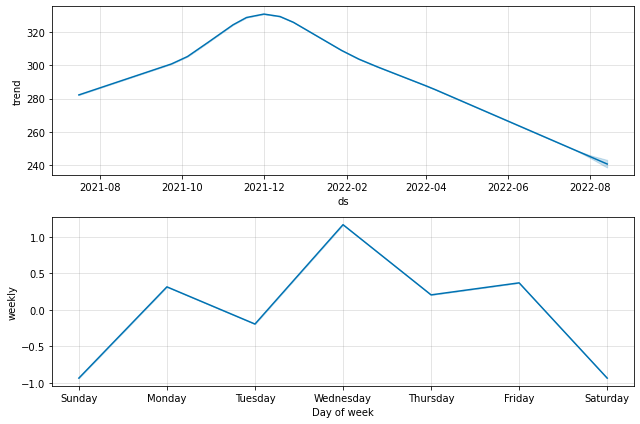 320
300
280
260
240
trend
2021-08 2021-10 2021-12 2022-02 2022-04 2022-06 2022-08
ds
1.0
0.5
0.0
−0.5
−1.0
weekly
Sunday Monday Tuesday Wednesday Thursday Friday Saturday
Day of week